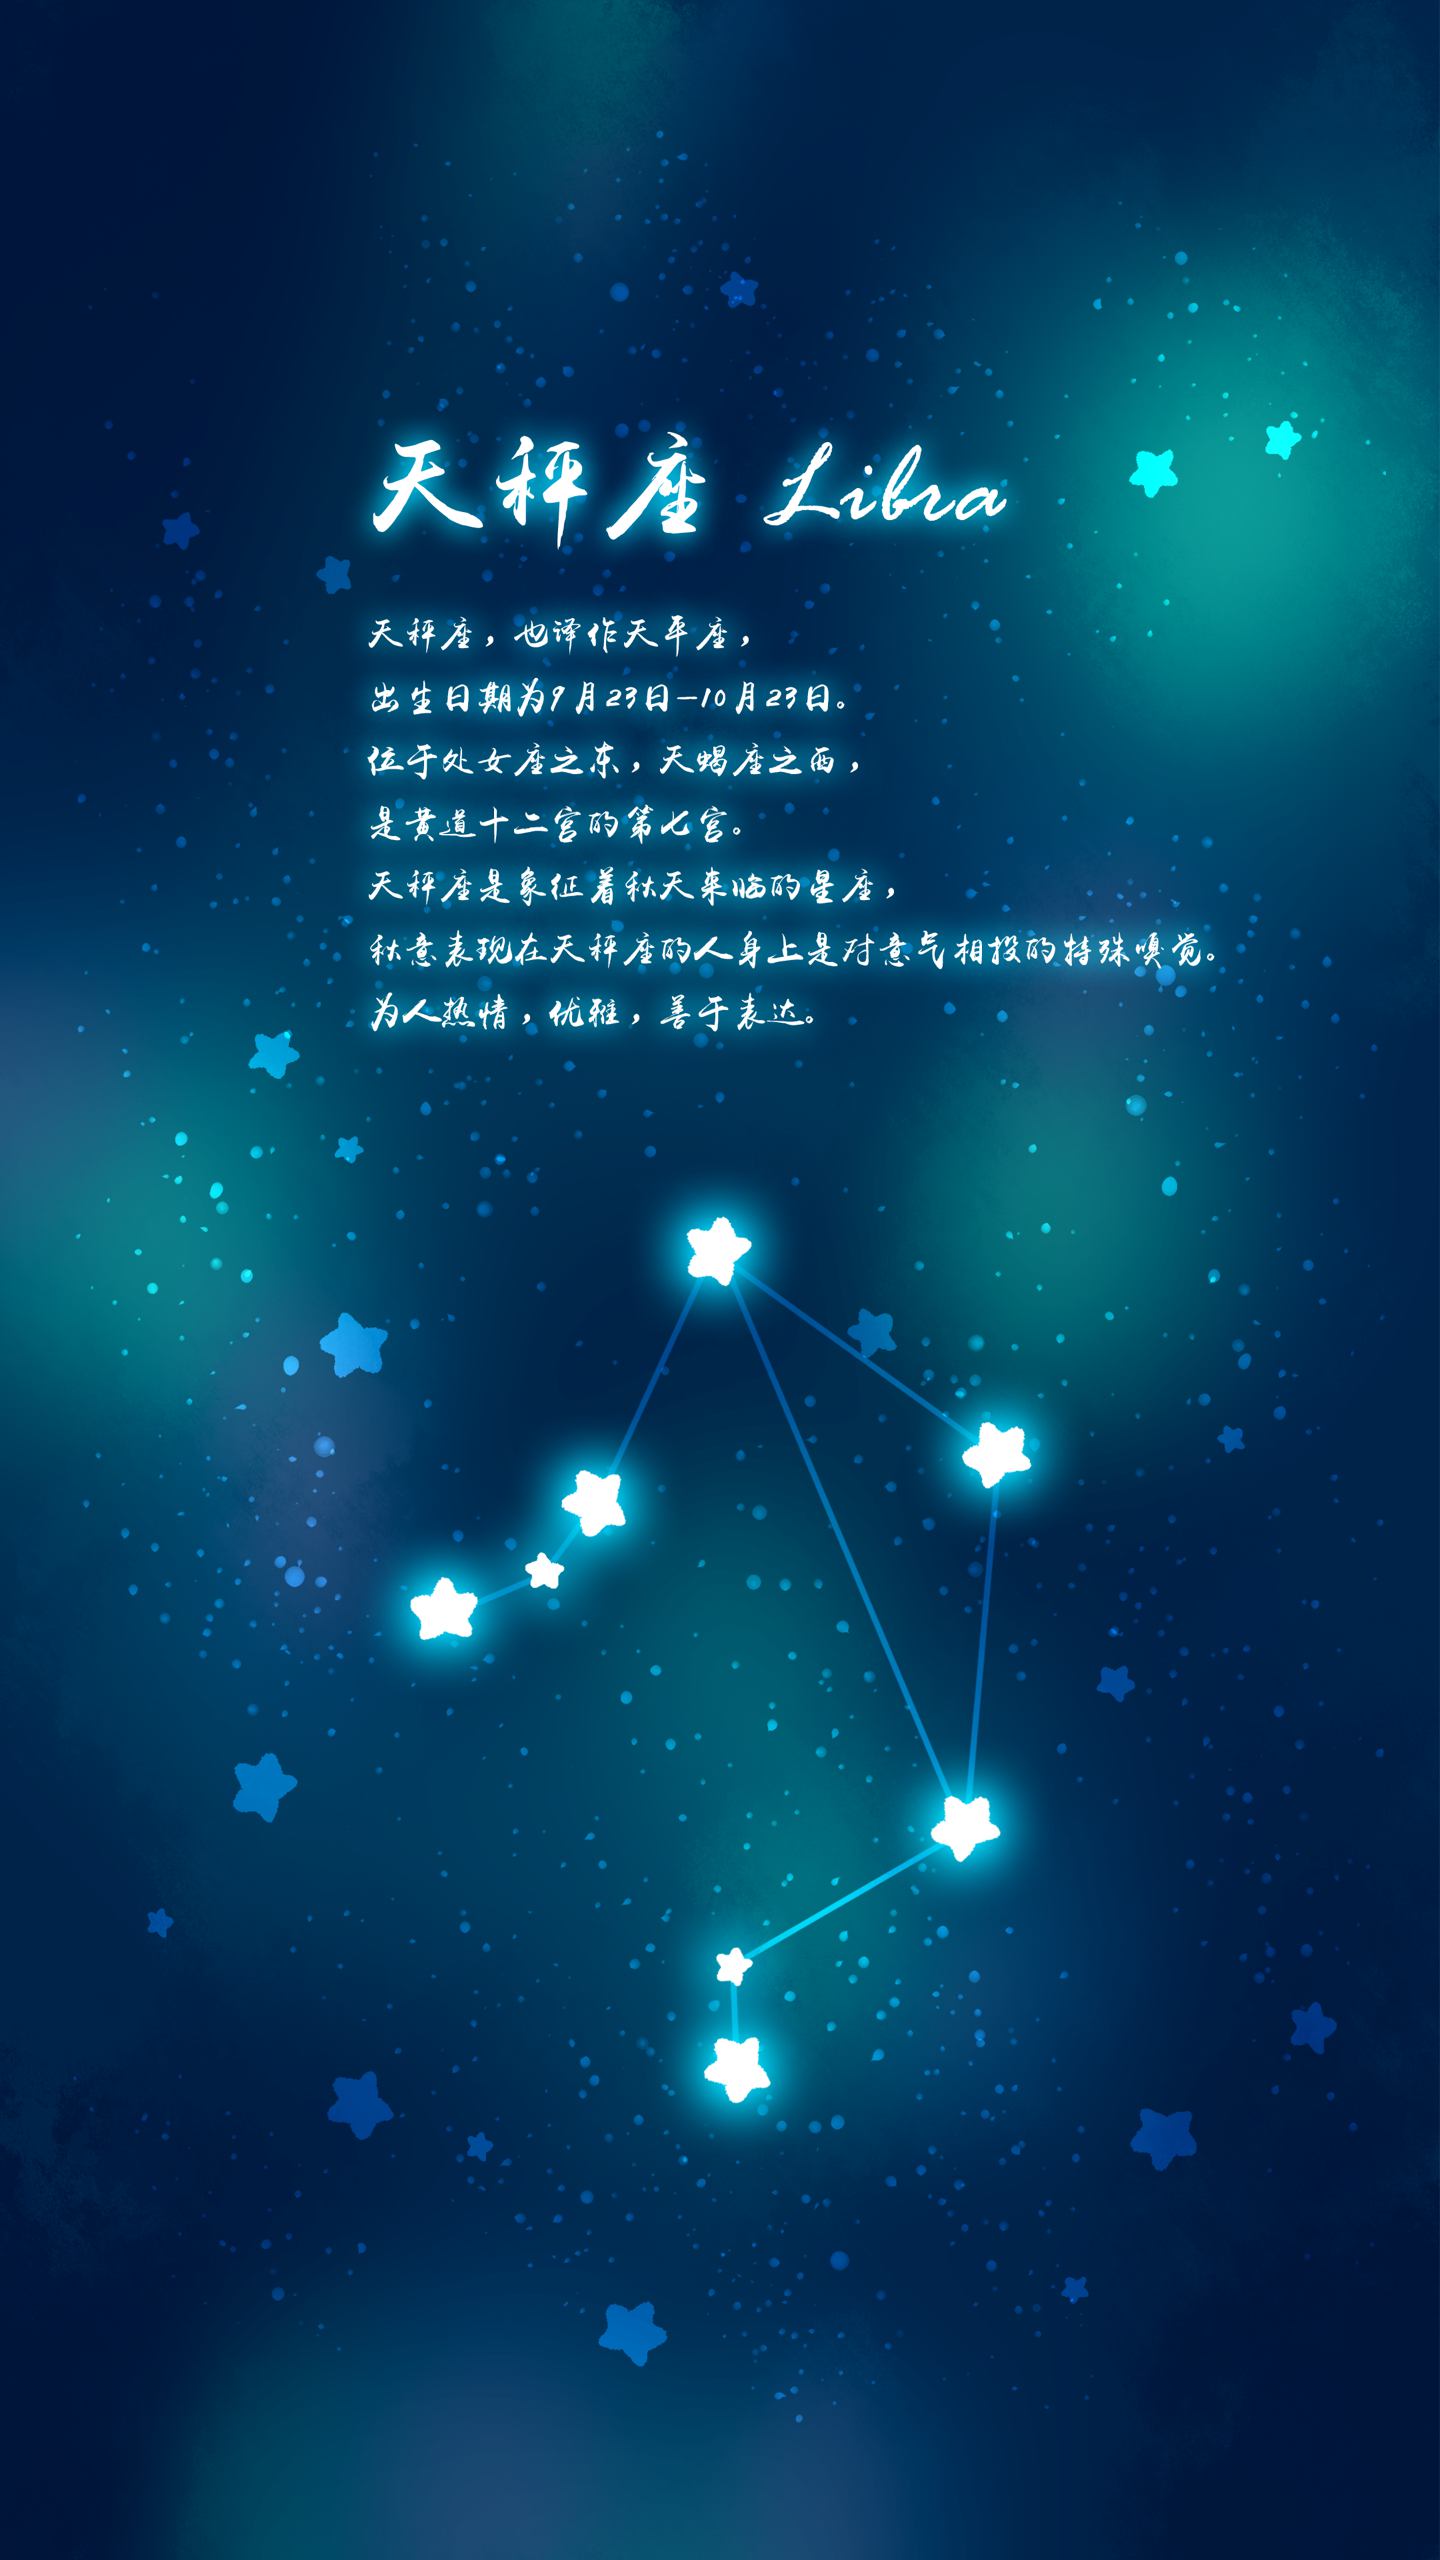 天秤座 Libra
天秤座，也译作天平座，
出生日期为9月23日—10月23日。
位于处女座之东，天蝎座之西，
是黄道十二宫的第七宫。
天秤座是象征着秋天来临的星座，
秋意表现在天秤座的人身上是对意气相投的特殊嗅觉。
为人热情，优雅，善于表达。